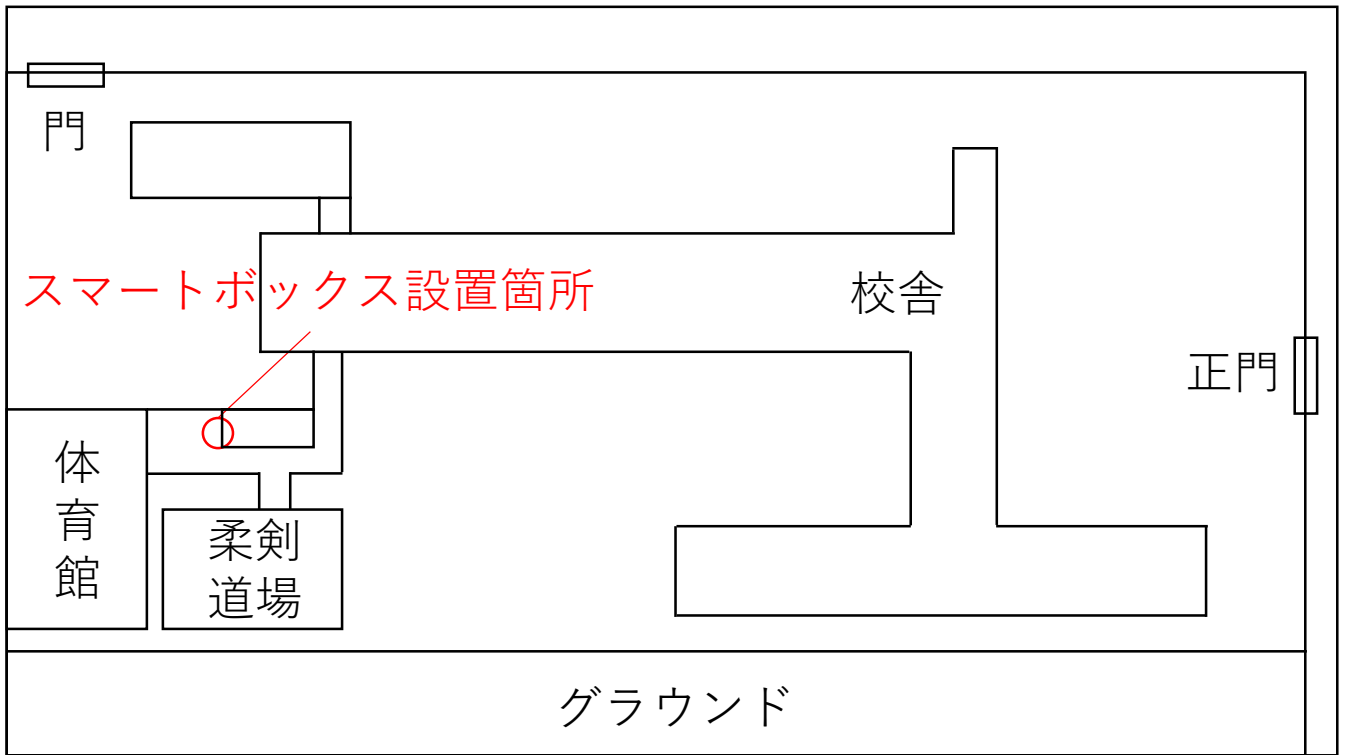 門
スマートボックス設置箇所
校舎
正門
体
育
館
柔剣
道場
グラウンド